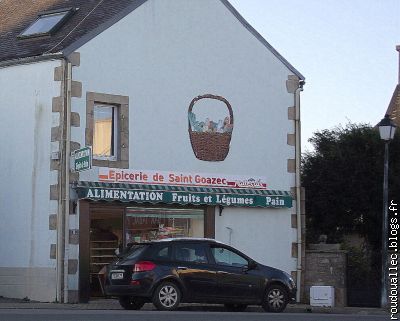 Epicerie de Saint Goazec
ALIMENTATION Fruits et Légumes Pain
roudouallec.blogs.fr